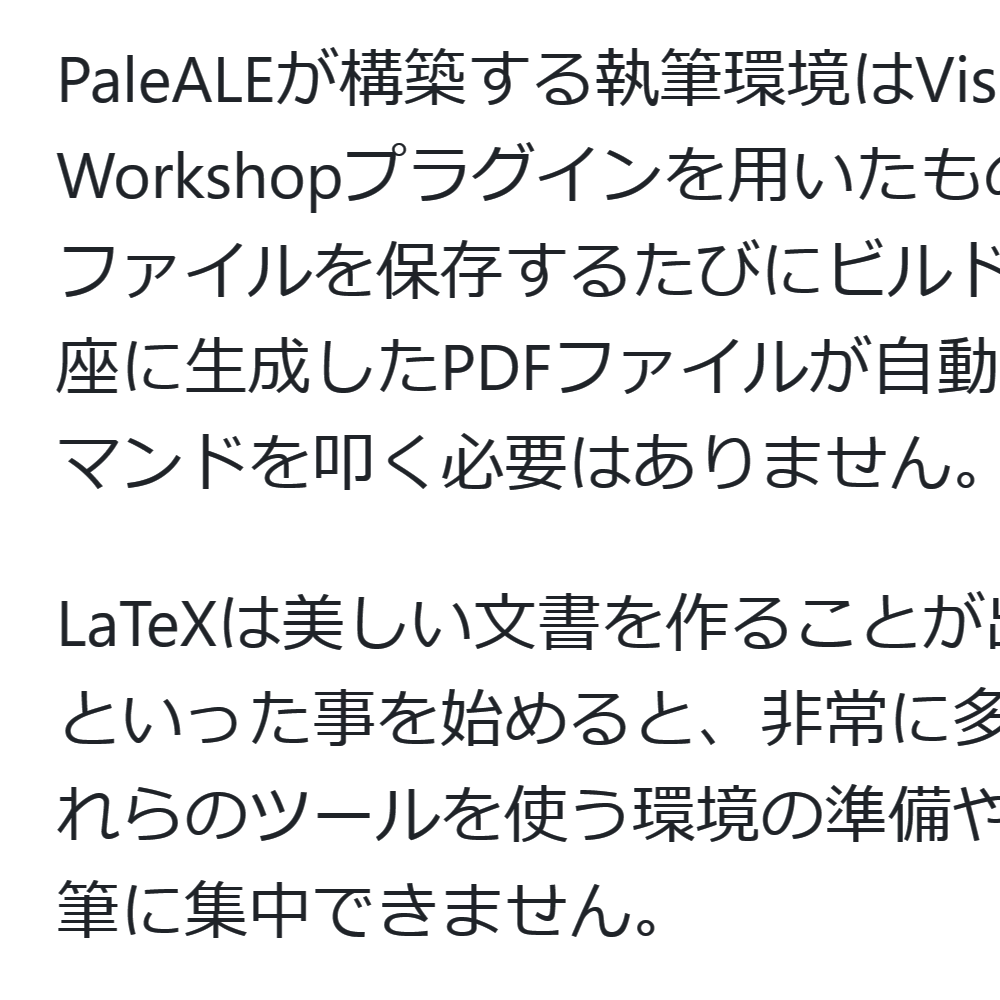 PaleALEが構築する執筆環境はVis
Workshopプラグインを用いたもの
ファイルを保存するたびにビルド
座に生成したPDFファイルが自動
マンドを叩く必要はありません。
LaTeXは美しい文書を作ることが出
といった事を始めると、非常に多
れらのツールを使う環境の準備や
筆に集中できません。